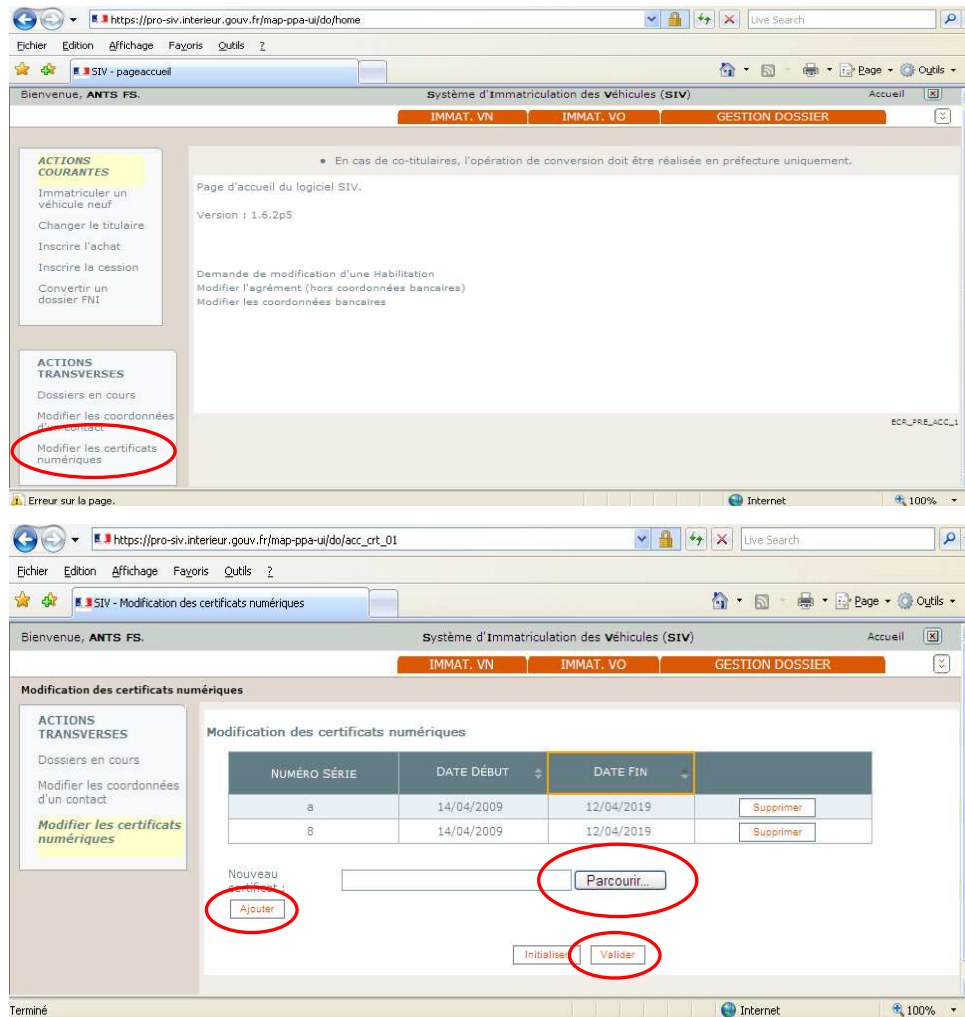 https://pro-siv.interieur.gouv.fr/map-ppa-ui/do/home
Live Search
Eichier Edition Affichage Favoris Outils ?
SIV - pageaccueil
Page Outils
Bienvenue, ANTS FS. Système d'Immatriculation des Véhicules (SIV) Accueil
IMMAT. VN IMMAT. VO GESTION DOSSIER
ACTIONS
COURANTES
Immatriculer un
véhicule neuf
Changer le titulaire
Inscrire l'achat
Inscrire la cession
Convertir un
dossier FNI
• En cas de co-titulaires, l'opération de conversion doit être réalisée en préfecture uniquement.
Page d'accueil du logiciel SIV.
Version : 1.6.2p5
Demande de modification d'une Habilitation
Modifier l'agrément (hors coordonnées bancaires)
Modifier les coordonnées bancaires
ACTIONS
TRANSVERSES
Dossiers en cours
Modifier les coordonnées
d'un contact
Modifier les certificats
numériques
ECR_PRE_ACC_1
Erreur sur la page. Internet 100%
https://pro-siv.interieur.gouv.fr/map-ppa-ui/do/acc_crt_01
Live Search
Eichier Edition Affichage Favoris Outils ?
SIV - Modification des certificats numériques
Page Outils
Bienvenue, ANTS FS. Système d'Immatriculation des Véhicules (SIV) Accueil
IMMAT. VN IMMAT. VO GESTION DOSSIER
Modification des certificats numériques
ACTIONS
TRANSVERSES
Dossiers en cours
Modifier les coordonnées
d'un contact
Modifier les certificats
numériques
Modification des certificats numériques
NUMÉRO SÉRIE DATE DÉBUT DATE FIN
a 14/04/2009 12/04/2019 Supprimer
8 14/04/2009 12/04/2019 Supprimer
Nouveau
certificat :
Parcourir...
Ajouter
Initialiser Valider
Terminé Internet 100%